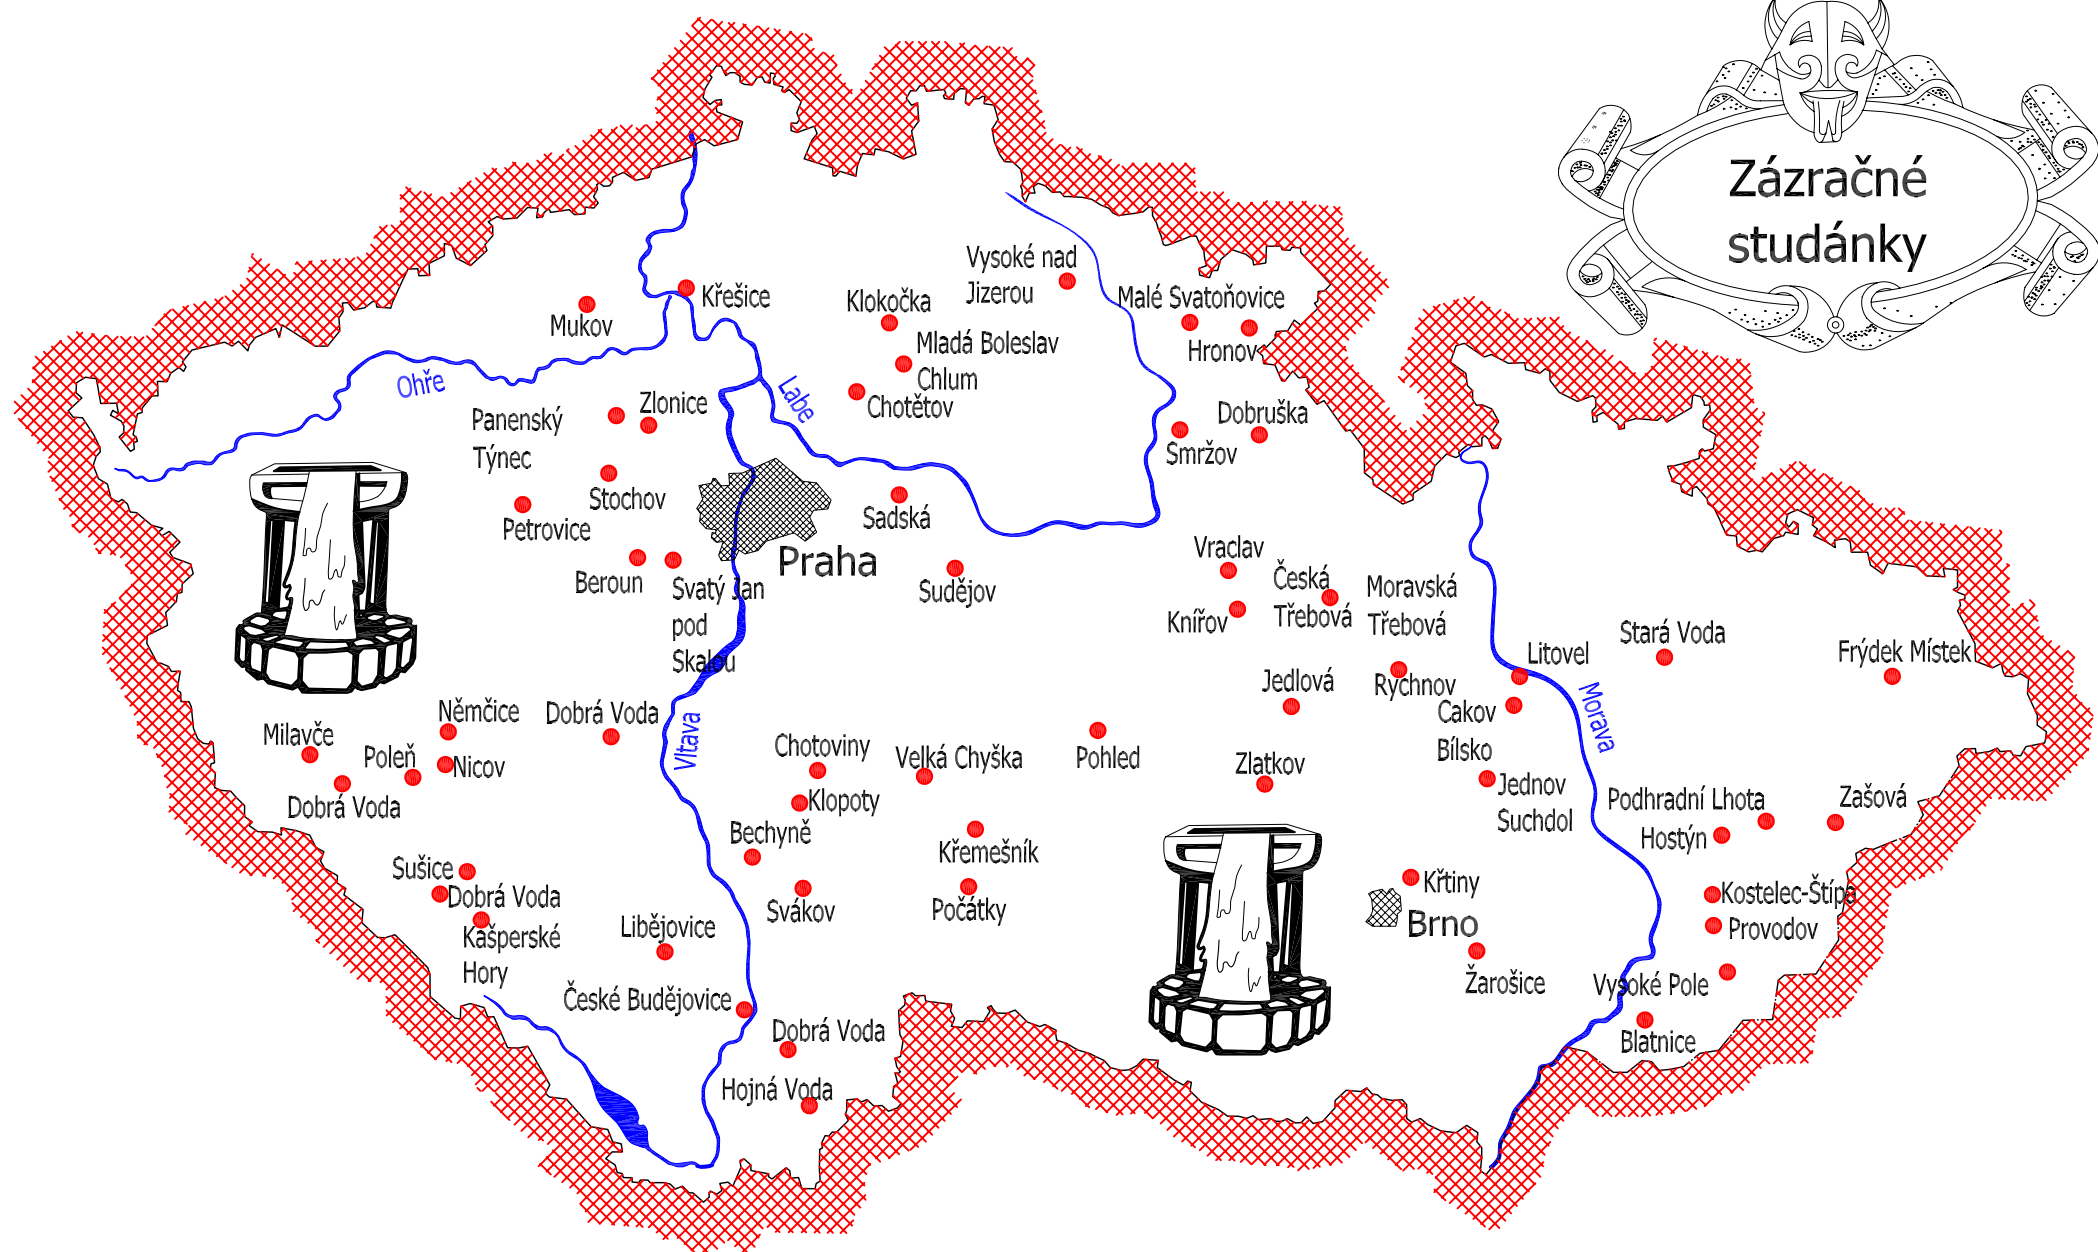 Zázračné
studánky
Vysoké nad
Jizerou
Křešice
Klokočka
Malé Svatoňovice
Mukov
Mladá Boleslav
Hronov
Chlum
Ohře
Labe
Chotětov
Zlonice
Panenský
Týnec
Dobruška
Smržov
Stochov
Sadská
Petrovice
Praha
Vraclav
Beroun
Svatý Jan
pod
Skalou
Sudějov
Česká
Třebová
Moravská
Třebová
Knířov
Stará Voda
Litovel
Frýdek Místek
Jedlová
Rychnov
Morava
Cakov
Bílsko
Němčice
Dobrá Voda
Milavče
Vltava
Chotoviny
Velká Chyška
Pohled
Poleň
Nicov
Zlatkov
Jednov
Suchdol
Dobrá Voda
Klopoty
Podhradní Lhota
Zašová
Hostýn
Bechyně
Křemešník
Sušice
Dobrá Voda
Křtiny
Kostelec-Štípa
Svákov
Počátky
Brno
Libějovice
Provodov
Kašperské
Hory
Žarošice
Vysoké Pole
České Budějovice
Dobrá Voda
Blatnice
Hojná Voda